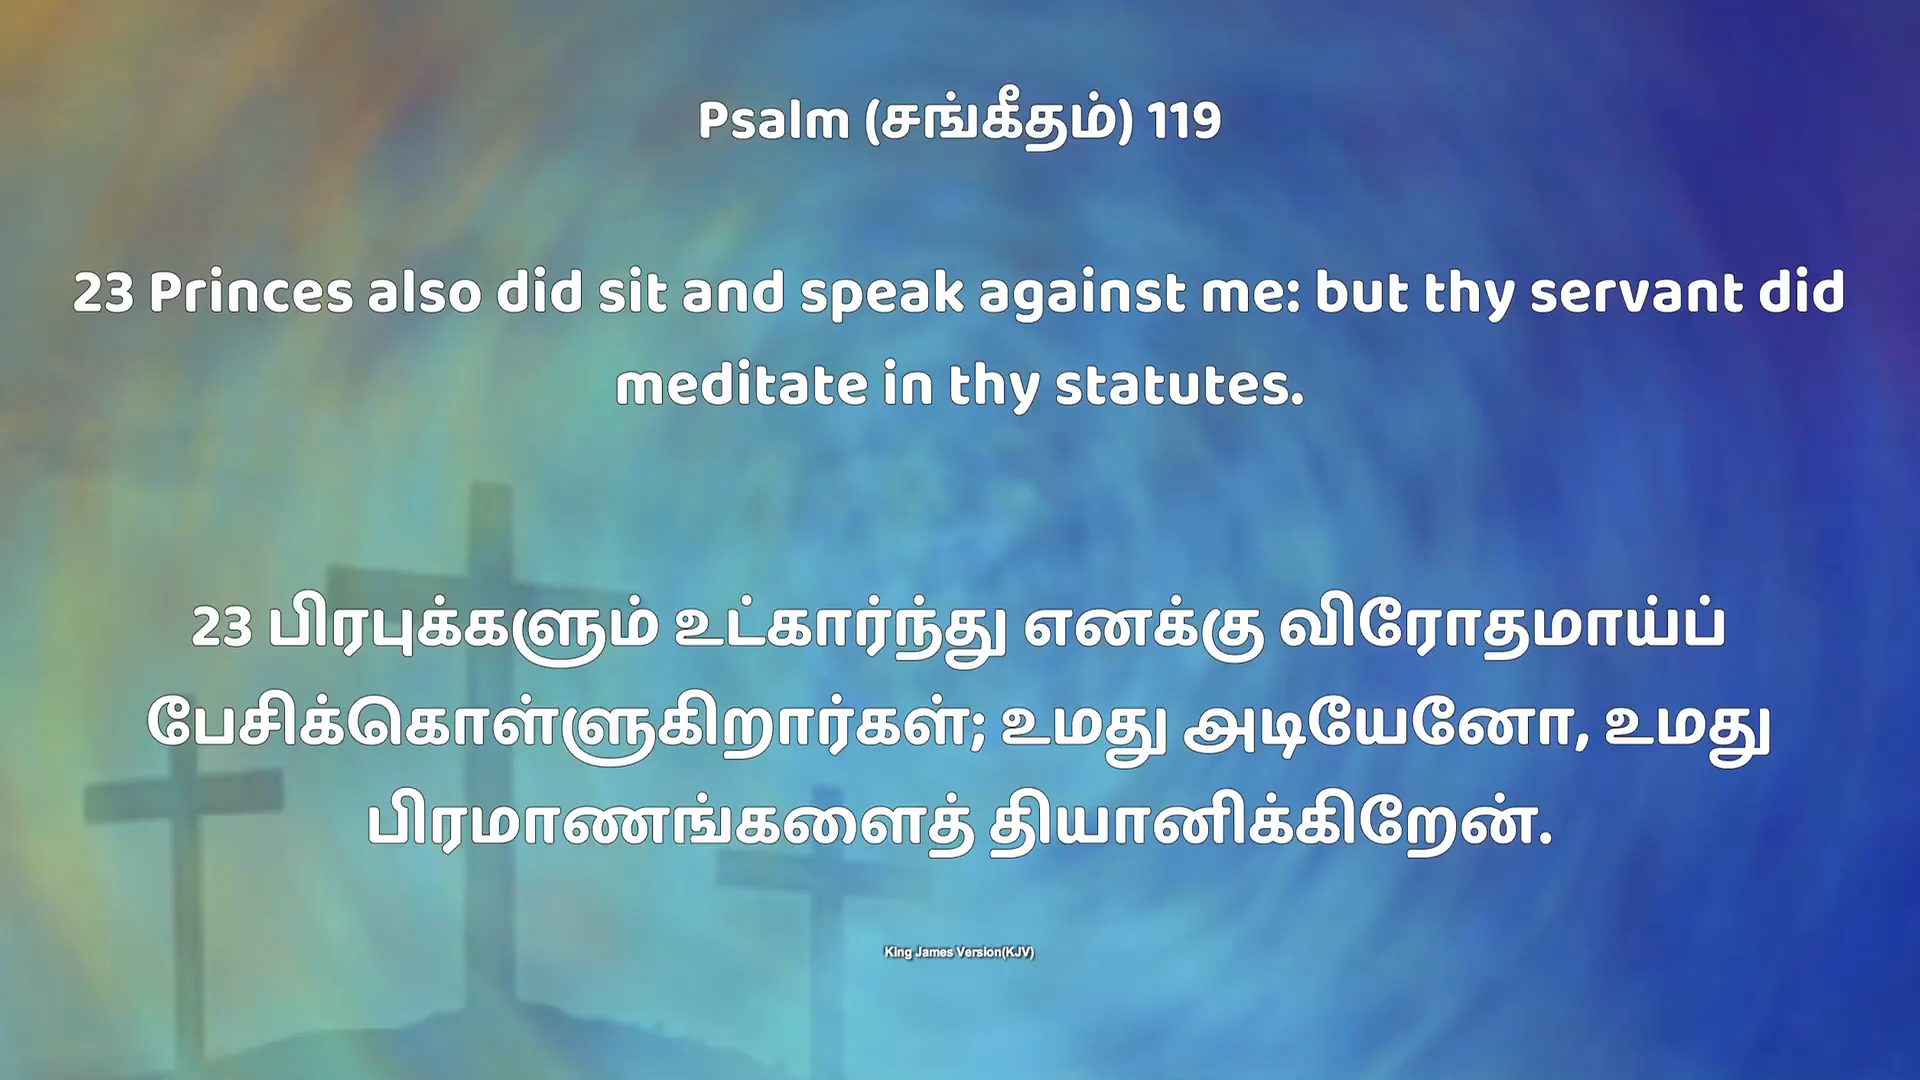 Psalm (சங்கீதம்) 119
23 Princes also did sit and speak against me: but thy servant did
meditate in thy statutes.
23 பிரபுக்களும் உட்கார்ந்து எனக்கு விரோதமாய்ப்
பேசிக்கொள்ளுகிறார்கள்; உமது அடியேனோ, உமது
பிரமாணங்களைத் தியானிக்கிறேன்.
King James Version(KJV)